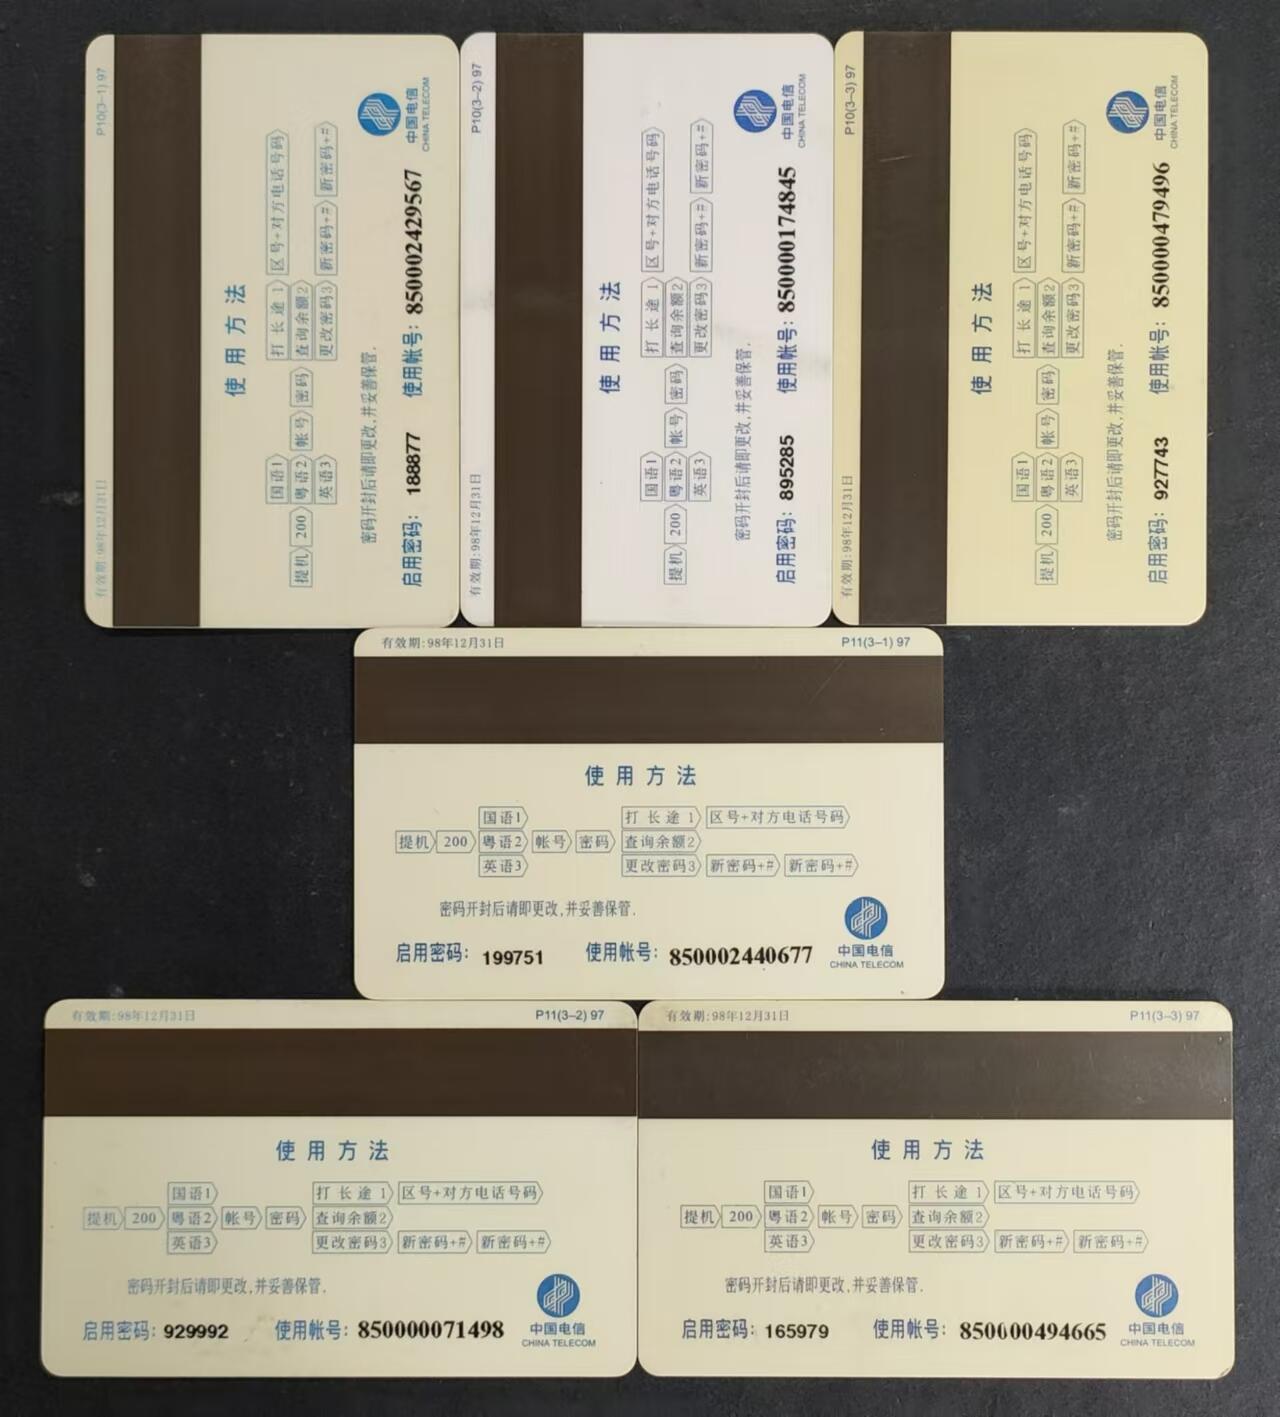 有效期:98年12月31日 P10(3–1) 97
使用方法
国语1 打长途1 区号+对方电话号码
提机 200 粤语2 帐号 密码 查询余额2
英语3 更改密码3 新密码+# 新密码+#
密码开封后请即更改,并妥善保管.
启用密码: 188877 使用帐号: 850002429567
中国电信
CHINA TELECOM
有效期:98年12月31日 P10(3–2) 97
使用方法
国语1 打长途1 区号+对方电话号码
提机 200 粤语2 帐号 密码 查询余额2
英语3 更改密码3 新密码+# 新密码+#
密码开封后请即更改,并妥善保管.
启用密码: 895285 使用帐号: 850000174845
中国电信
CHINA TELECOM
有效期:98年12月31日 P10(3–3) 97
使用方法
国语1 打长途1 区号+对方电话号码
提机 200 粤语2 帐号 密码 查询余额2
英语3 更改密码3 新密码+# 新密码+#
密码开封后请即更改,并妥善保管.
启用密码: 927743 使用帐号: 850000479496
中国电信
CHINA TELECOM
有效期:98年12月31日 P11(3–1) 97
使用方法
国语1 打长途1 区号+对方电话号码
提机 200 粤语2 帐号 密码 查询余额2
英语3 更改密码3 新密码+# 新密码+#
密码开封后请即更改,并妥善保管.
启用密码: 199751 使用帐号: 850002440677
中国电信
CHINA TELECOM
有效期:98年12月31日 P11(3–2) 97
使用方法
国语1 打长途1 区号+对方电话号码
提机 200 粤语2 帐号 密码 查询余额2
英语3 更改密码3 新密码+# 新密码+#
密码开封后请即更改,并妥善保管.
启用密码: 929992 使用帐号: 850000071498
中国电信
CHINA TELECOM
有效期:98年12月31日 P11(3–3) 97
使用方法
国语1 打长途1 区号+对方电话号码
提机 200 粤语2 帐号 密码 查询余额2
英语3 更改密码3 新密码+# 新密码+#
密码开封后请即更改,并妥善保管.
启用密码: 165979 使用帐号: 850000494665
中国电信
CHINA TELECOM